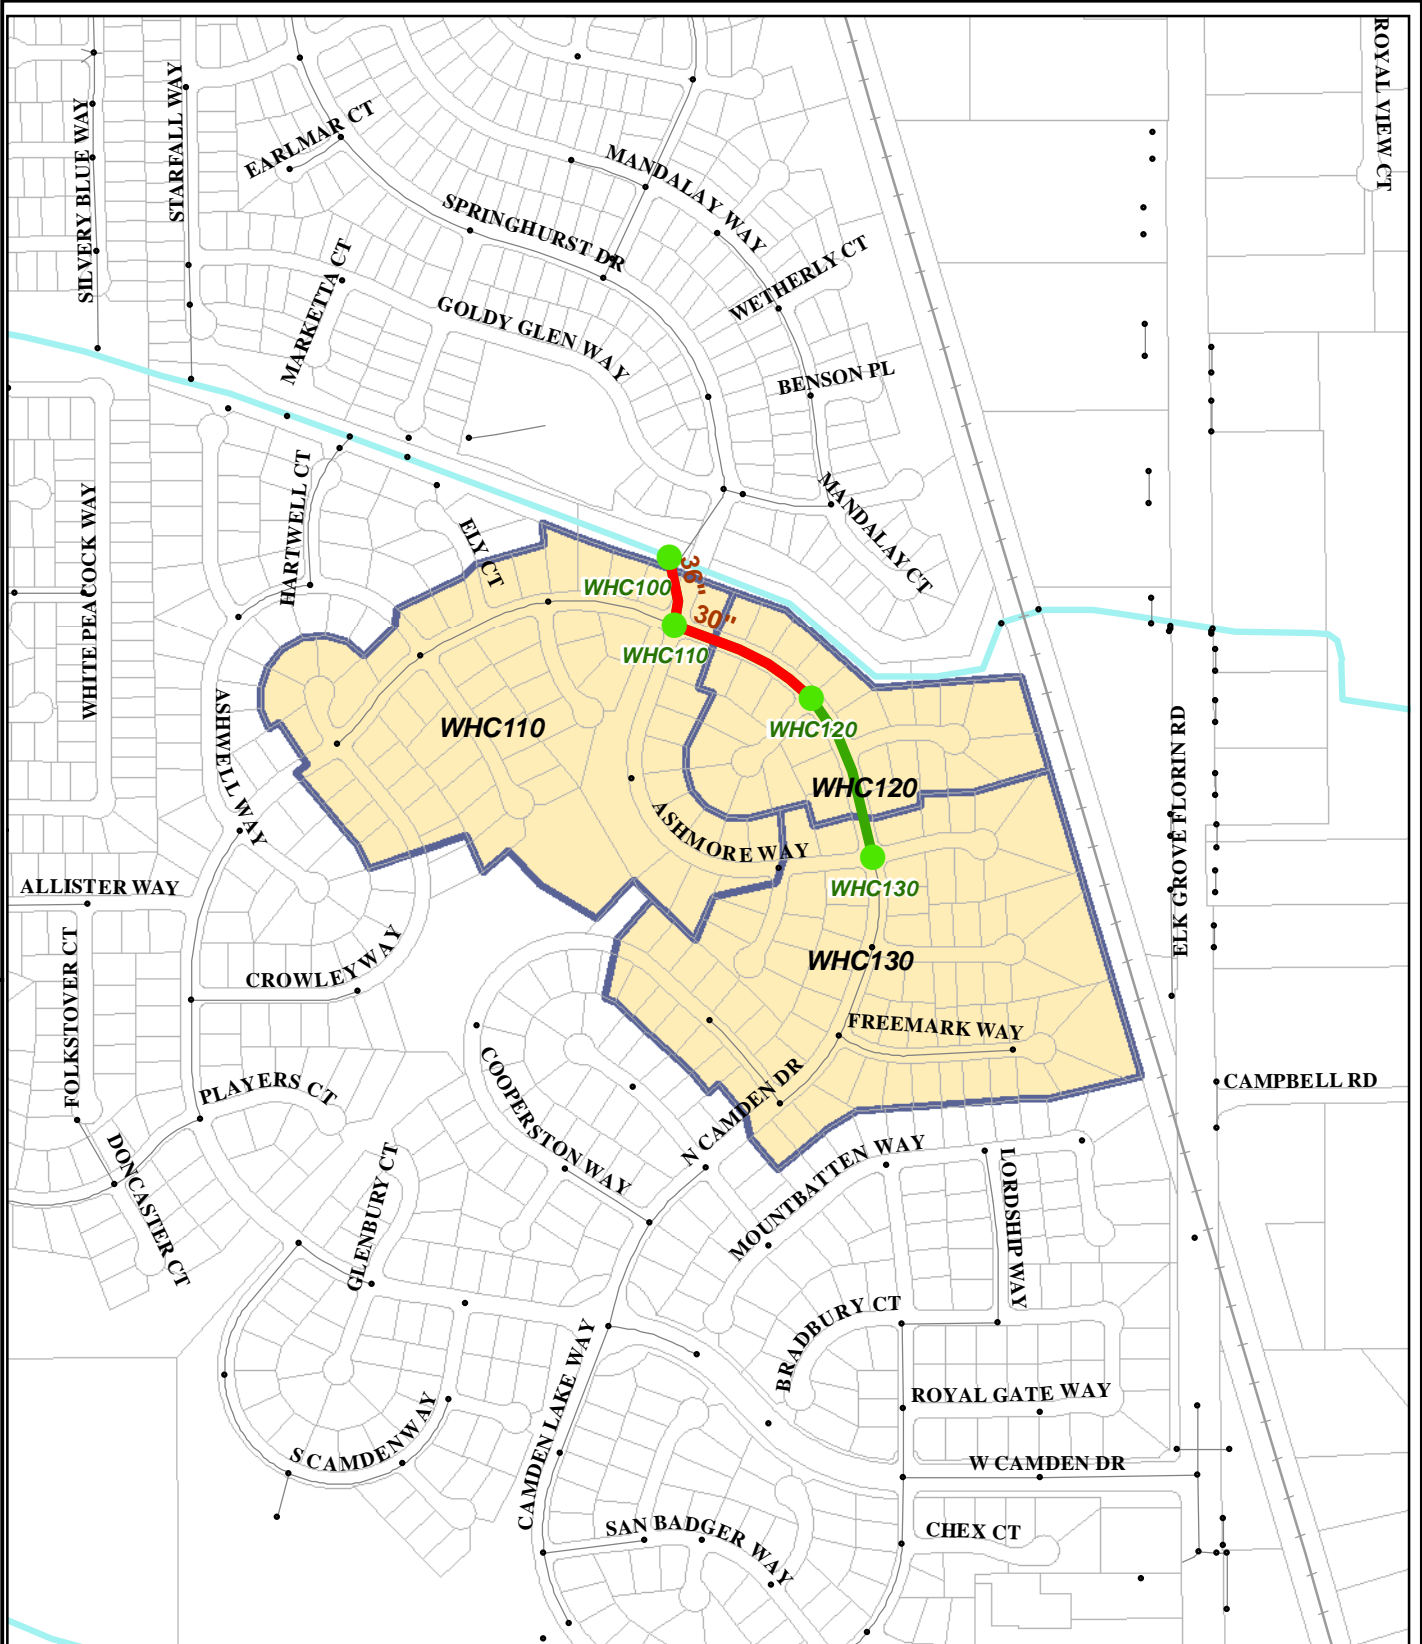 ROYAL VIEW CT
STARFALL WAY
SILVERY BLUE WAY
EARLMAR CT
MANDALAY WAY
SPRINGHURST DR
WETHERLY CT
MARKETTA CT
GOLDY GLEN WAY
BENSON PL
MANDALAY CT
HARTWELL CT
ELY CT
WHITE PEACOCK WAY
36"
WHC100
30"
WHC110
ASHWELL WAY
WHC110
WHC120
WHC120
ELK GROVE FLORIN RD
ASHMORE WAY
ALLISTER WAY
WHC130
FOLKSTOVER CT
CROWLEY WAY
WHC130
FREEMARK WAY
COOPERSTON WAY
N CAMDEN DR
CAMPBELL RD
PLAYERS CT
DONCASTER CT
GLENBURY CT
MOUNTBATTEN WAY
LORDSHIP WAY
BRADBURY CT
CAMDEN LAKE WAY
ROYAL GATE WAY
S CAMDEN WAY
W CAMDEN DR
SAN BADGER WAY
CHEX CT